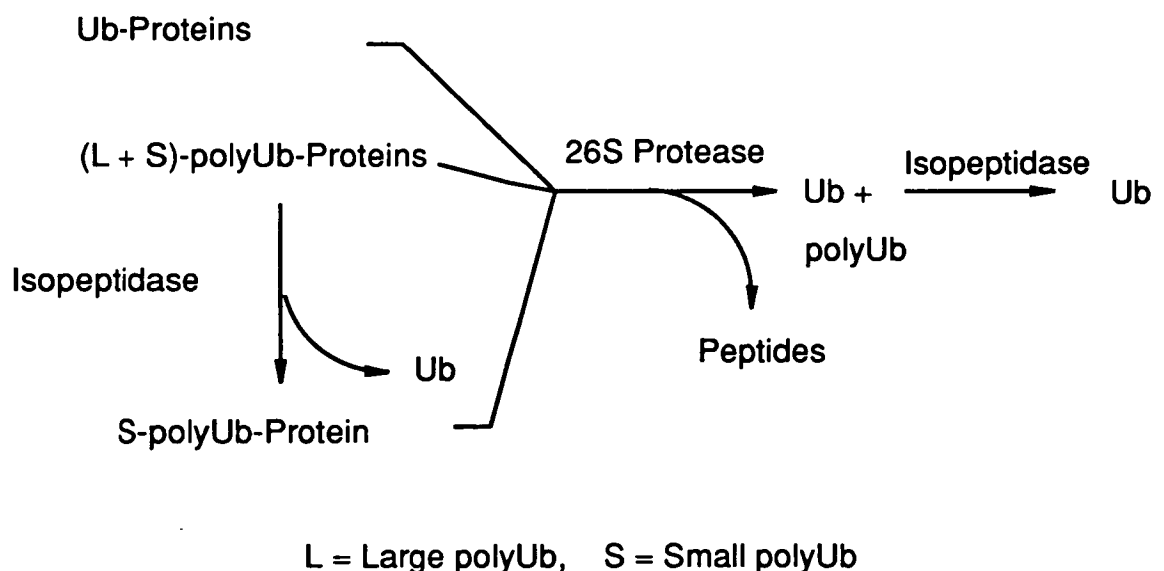 Ub-Proteins
(L + S)-polyUb-Proteins
26S Protease
Isopeptidase
Ub +
polyUb
Ub
Isopeptidase
Peptides
Ub
S-polyUb-Protein
L = Large polyUb, S = Small polyUb